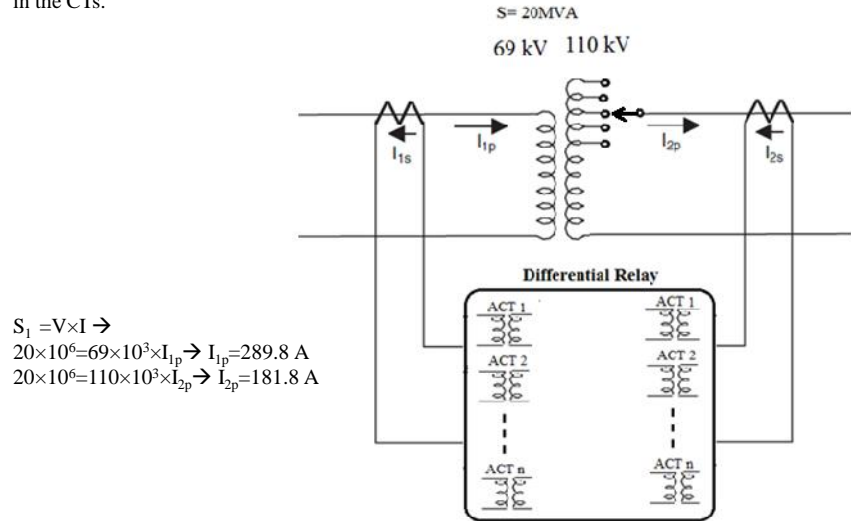 in the CTs.
S= 20MVA
69 kV 110 kV
I1s
I1p
I2p
I2s
Differential Relay
ACT 1 ACT 1
ACT 2 ACT 2
ACT n ACT n
S₁ =V×I →
20×10⁶=69×10³×I1p→ I1p=289.8 A
20×10⁶=110×10³×I2p→ I2p=181.8 A